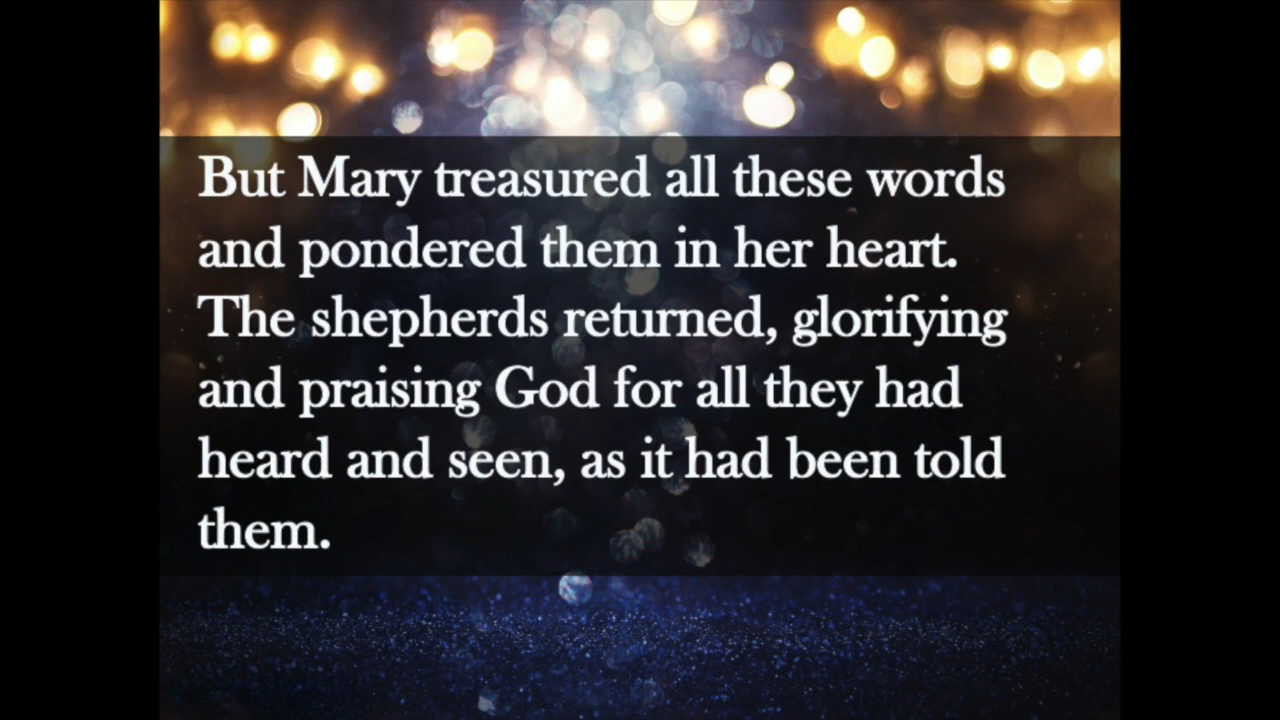 But Mary treasured all these words
and pondered them in her heart.
The shepherds returned, glorifying
and praising God for all they had
heard and seen, as it had been told
them.